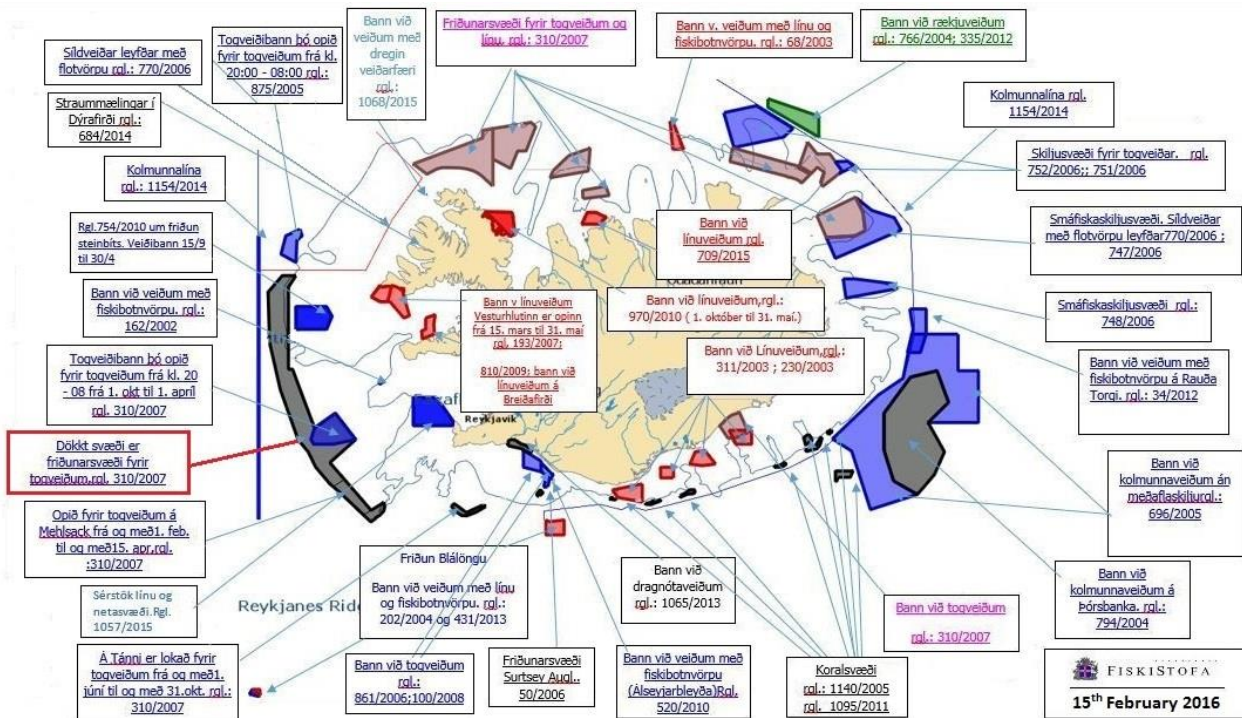 Síldveiðar leyfðar með
flotvörpu rgl.: 770/2006
Togveiðibann þó opið
fyrir togveiðum frá kl.
20:00 - 08:00 rgl.:
875/2005
Bann við
veiðum með
dregin
veiðarfæri
rgl.:
1068/2015
Friðunarsvæði fyrir togveiðum og
línu, rgl.: 310/2007
Bann v. veiðum með línu og
fiskibotnvörpu. rgl.: 68/2003
Bann við rækjuveiðum
rgl.: 766/2004; 335/2012
Straummælingar í
Dýrafirði rgl.:
684/2014
Kolmunnalína rgl.
1154/2014
Kolmunnalína
rgl.: 1154/2014
Skiljusvæði fyrir togveiðar. rgl.
752/2006;; 751/2006
Rgl.754/2010 um friðun
steinbíts. Veiðibann 15/9
til 30/4
Bann við
línuveiðum rgl.
709/2015
Smáfiskaskiljusvæði. Síldveiðar
með flotvörpu leyfðar770/2006 ;
747/2006
Bann við veiðum með
fiskibotnvörpu. rgl.:
162/2002
Bann v línuveiðum
Vesturhlutinn er opinn
frá 15. mars til 31. maí
rgl, 193/2007;
810/2009; bann við
línuveiðum á
Breiðafirði
Bann við línuveiðum,rgl.:
970/2010 ( 1. október til 31. maí.)
Smáfiskaskiljusvæði rgl.:
748/2006
Togveiðibann þó opið
fyrir togveiðum frá kl. 20
- 08 frá 1. okt til 1. apríl
rgl. 310/2007
Bann við Línuveiðum,rgl.:
311/2003 ; 230/2003
Bann við veiðum með
fiskibotnvörpu á Rauða
Torgi. rgl.: 34/2012
Reykjavik
Dökkt svæði er
friðunarsvæði fyrir
togveiðum,rgl. 310/2007
Bann við
kolmunnaveiðum án
meðaflaskiljurgl.:
696/2005
Opið fyrir togveiðum á
Mehlsack frá og með1. feb.
til og með15. apr,rgl.
:310/2007
Sérstök línu og
netasvæði.Rgl.
1057/2015
Reykjanes Ridg
Friðun Blálöngu
Bann við veiðum með línu
og fiskibotnvörpu. rgl.:
202/2004 og 431/2013
Bann við
dragnótaveiðum
rgl.: 1065/2013
Bann við togveiðum
rgl.: 310/2007
Bann við
kolmunnaveiðum á
Þórsbanka. rgl.:
794/2004
Á Tánni er lokað fyrir
togveiðum frá og með1.
júní til og með 31.okt. rgl.:
310/2007
Bann við togveiðum
rgl.:
861/2006;100/2008
Friðunarsvæði
Surtsey Augl..
50/2006
Bann við veiðum með
fiskibotnvörpu
(Álseyjarbleyða)Rgl.
520/2010
Koralsvæði
rgl.: 1140/2005
rgl. 1095/2011
FISKISTOFA
15th February 2016